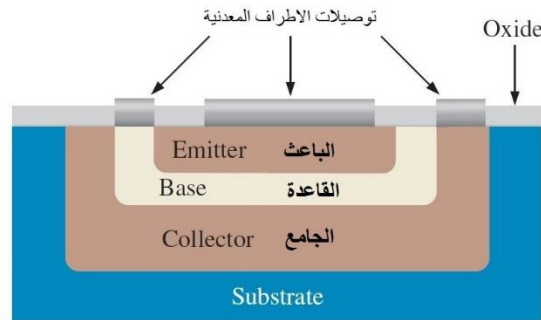 توصيلات الاطراف المعدنية
Oxide
Emitter الباعث
Base القاعدة
Collector الجامع
Substrate